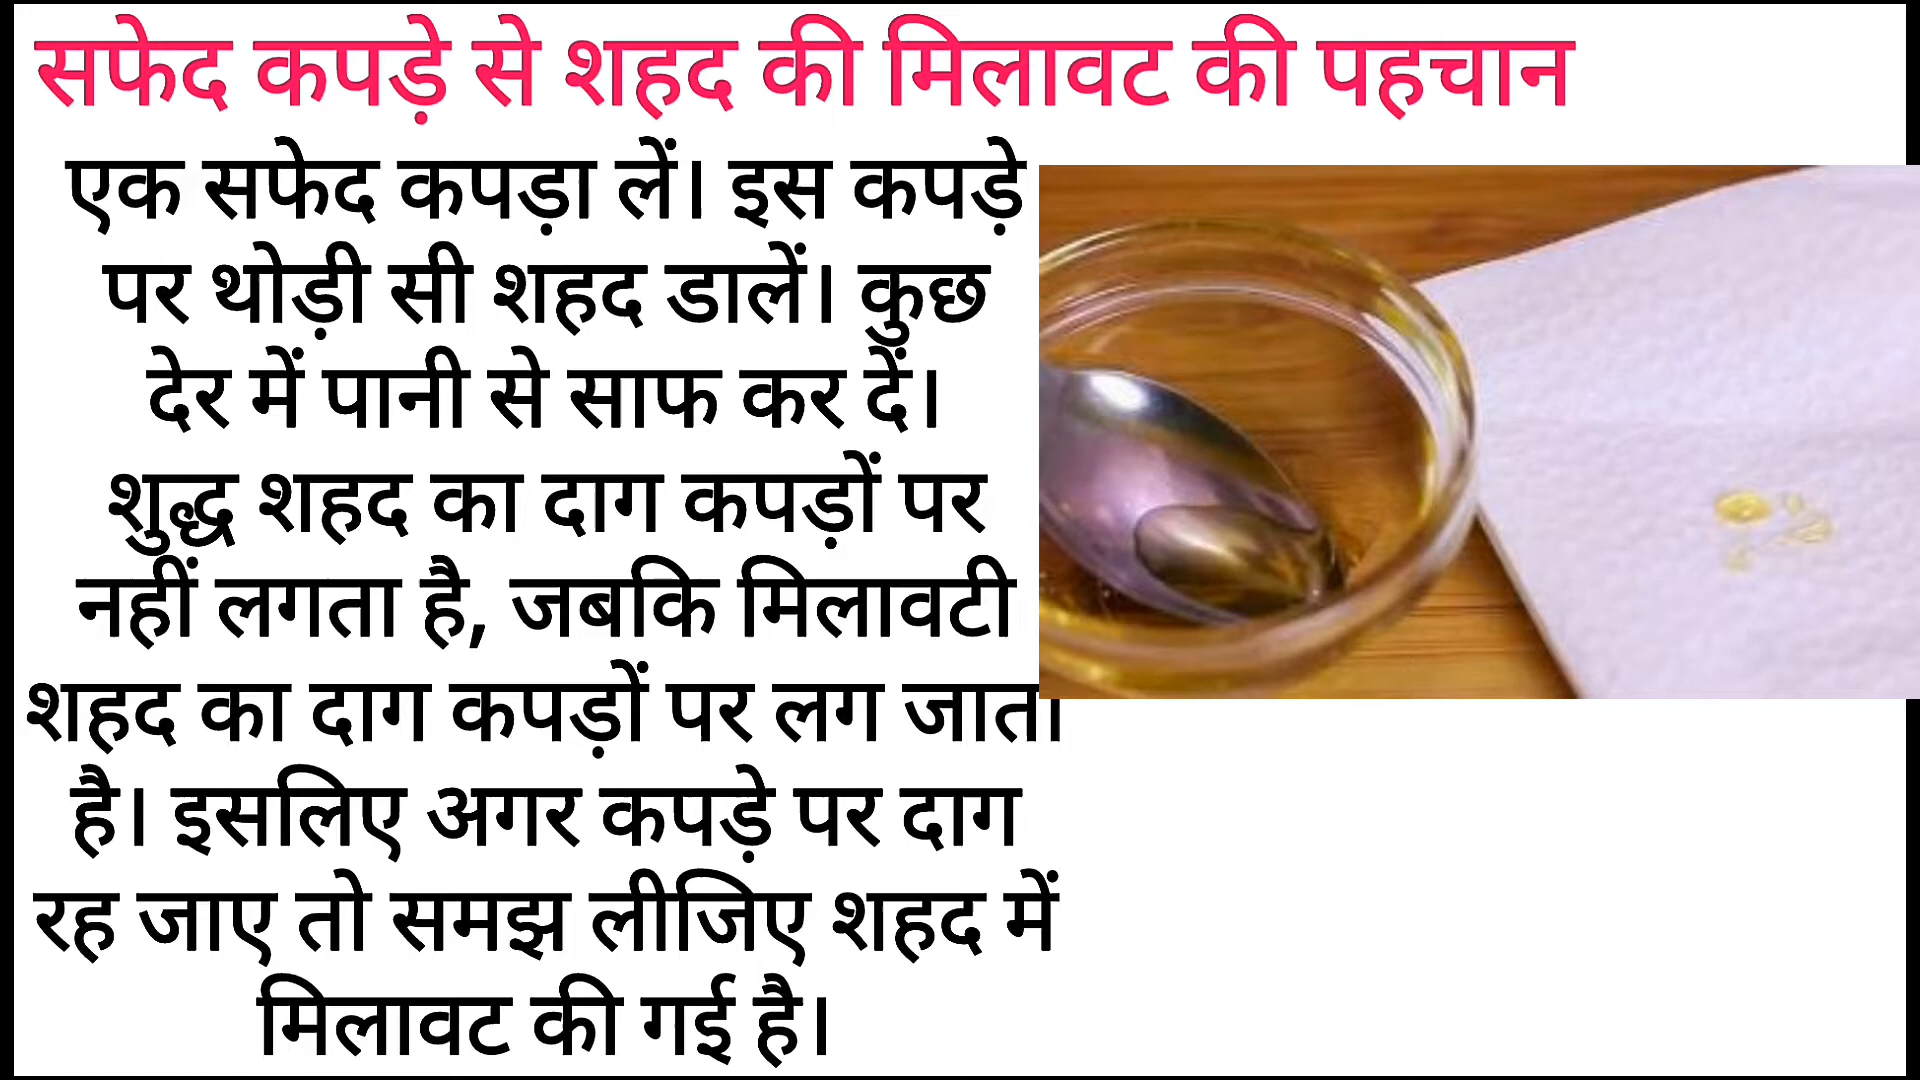 सफेद कपड़े से शहद की मिलावट की पहचान
एक सफेद कपड़ा लें। इस कपड़े
पर थोड़ी सी शहद डालें। कुछ
देर में पानी से साफ कर दें।
शुद्ध शहद का दाग कपड़ों पर
नहीं लगता है, जबकि मिलावटी
शहद का दाग कपड़ों पर लग जाता
है। इसलिए अगर कपड़े पर दाग
रह जाए तो समझ लीजिए शहद में
मिलावट की गई है।